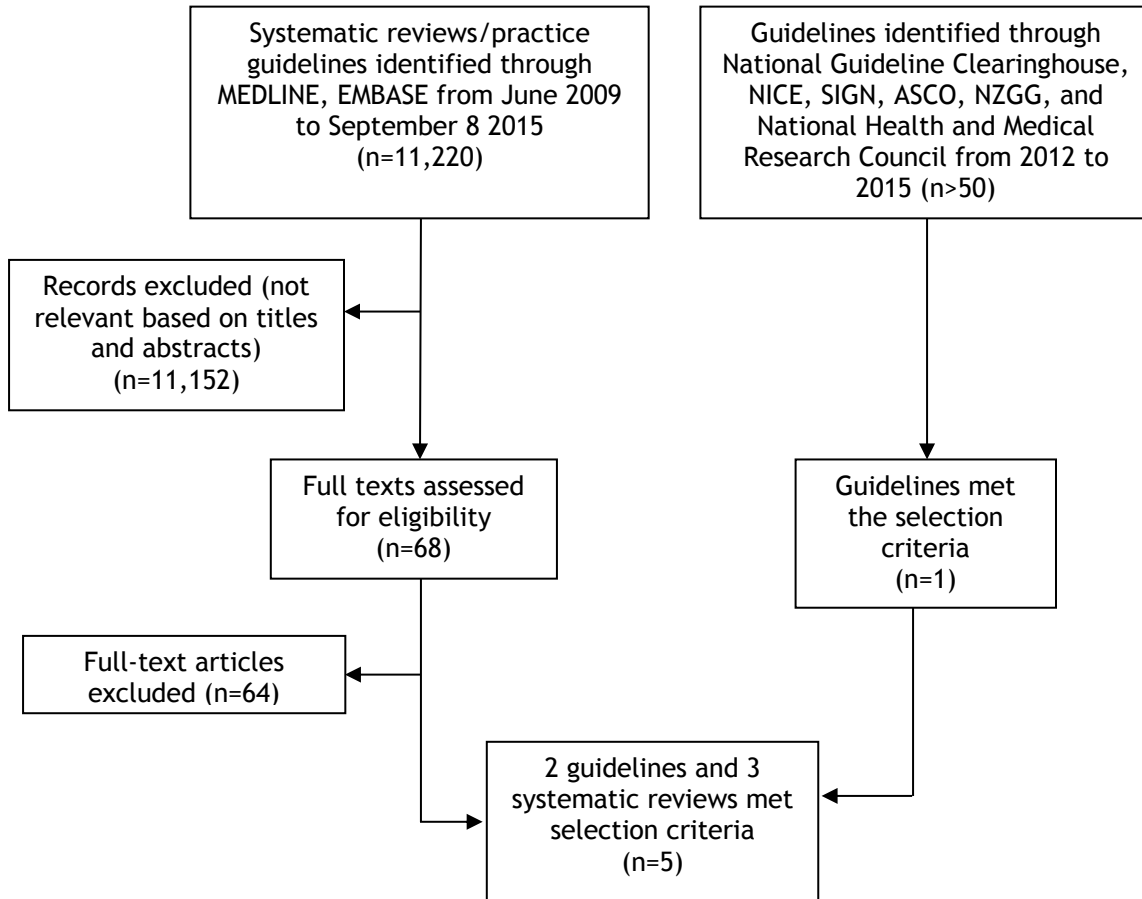 Systematic reviews/practice
guidelines identified through
MEDLINE, EMBASE from June 2009
to September 8 2015
(n=11,220)
Guidelines identified through
National Guideline Clearinghouse,
NICE, SIGN, ASCO, NZGG, and
National Health and Medical
Research Council from 2012 to
2015 (n>50)
Records excluded (not
relevant based on titles
and abstracts)
(n=11,152)
Full texts assessed
for eligibility
(n=68)
Guidelines met
the selection
criteria
(n=1)
Full-text articles
excluded (n=64)
2 guidelines and 3
systematic reviews met
selection criteria
(n=5)